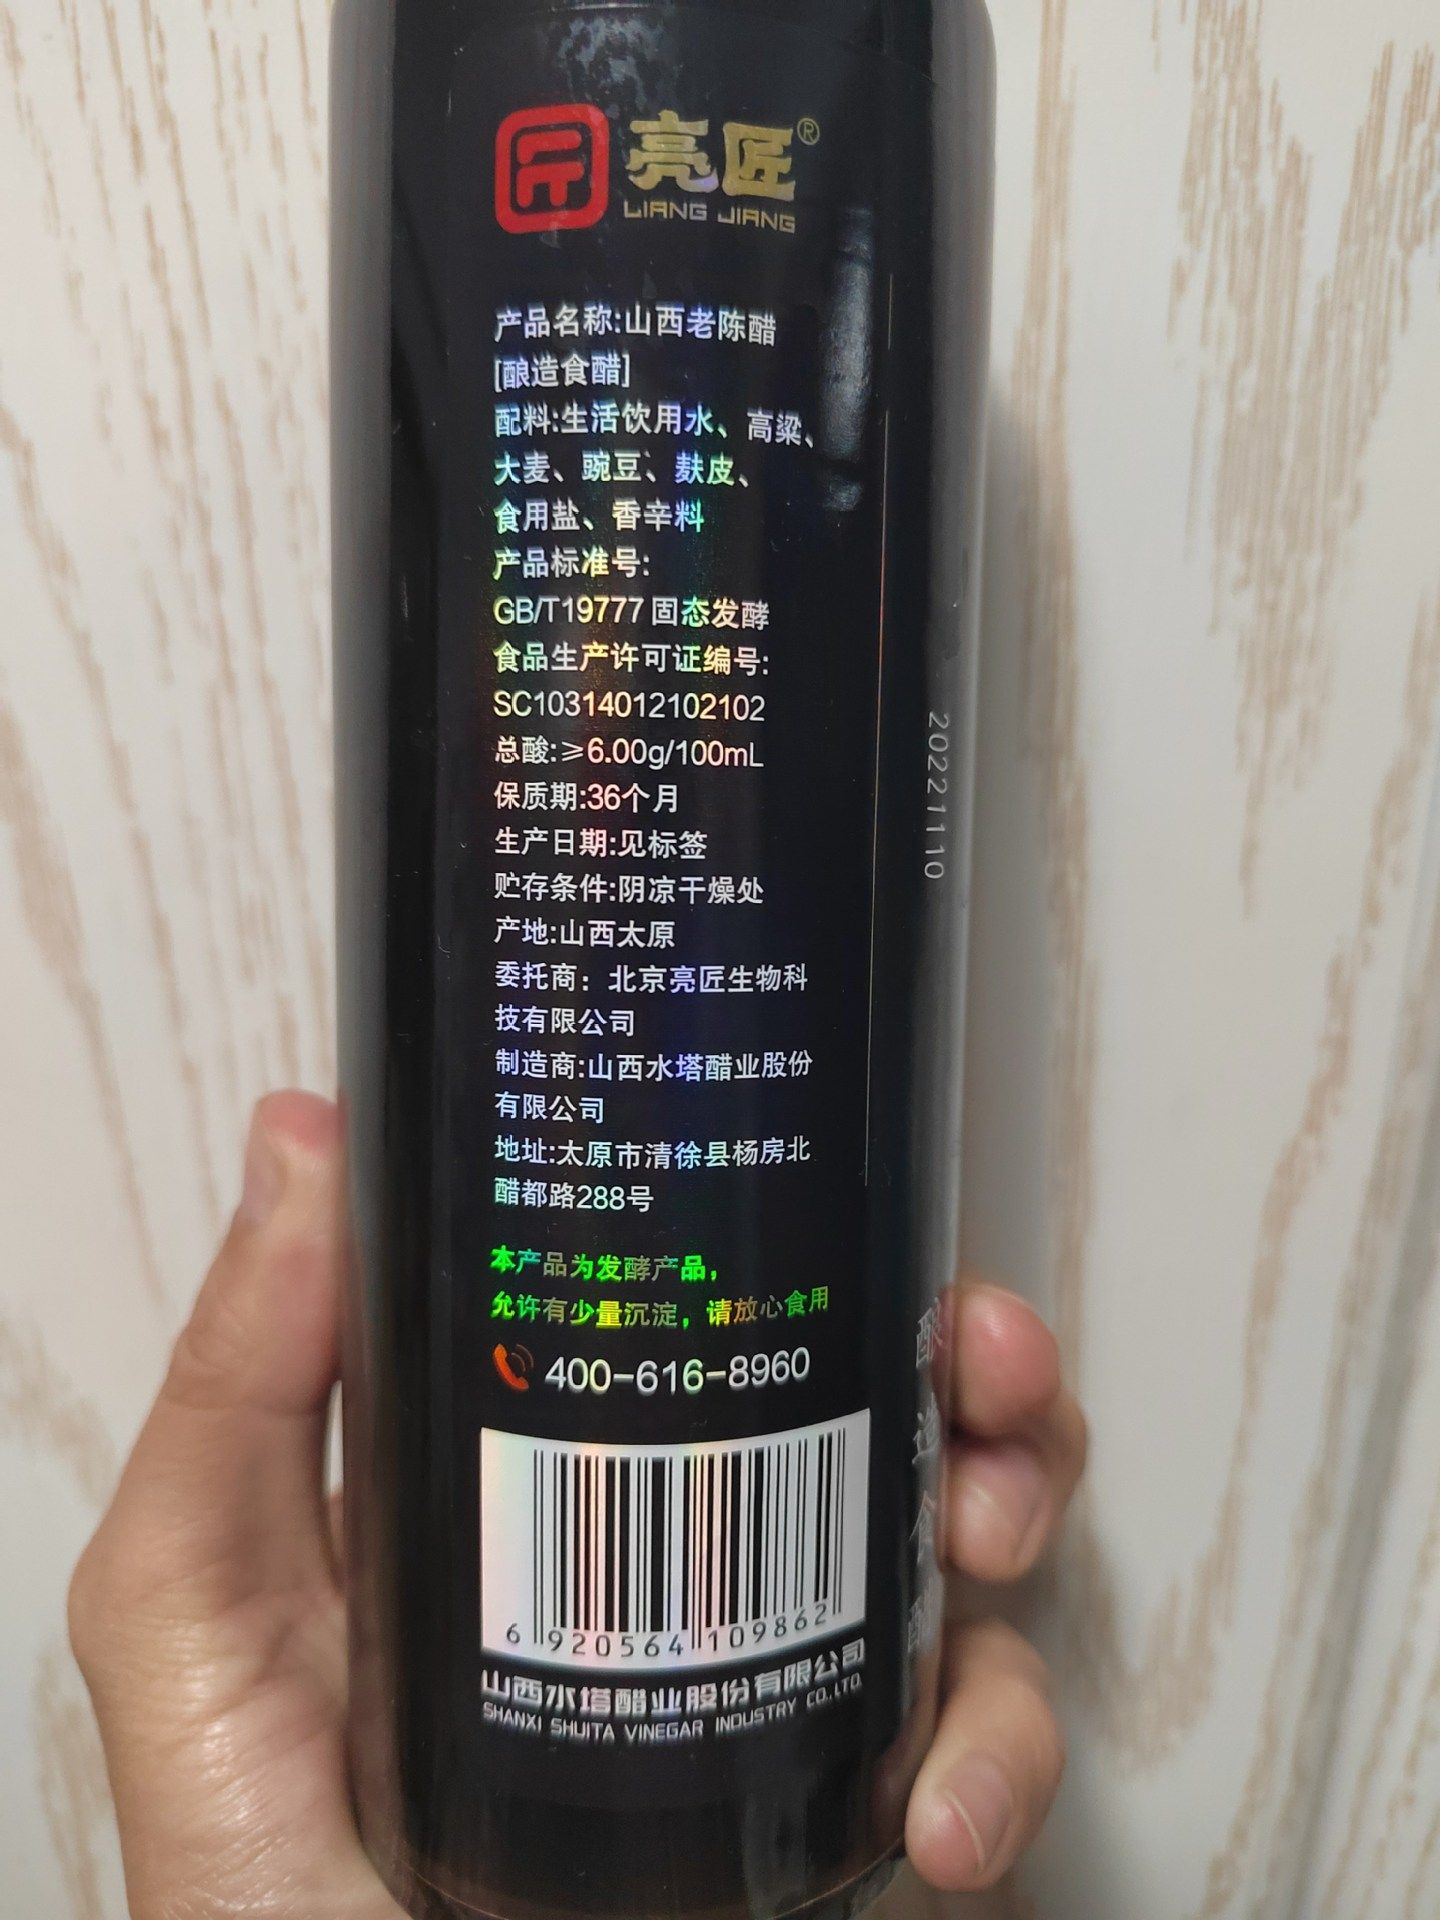 亮匠®
LIANG JIANG
产品名称:山西老陈醋
[酿造食醋]
配料:生活饮用水、高粱、
大麦、豌豆、麸皮、
食用盐、香辛料
产品标准号:
GB/T19777 固态发酵
食品生产许可证编号:
SC10314012102102
总酸:≥6.00g/100mL
保质期:36个月
生产日期:见标签
贮存条件:阴凉干燥处
产地:山西太原
委托商：北京亮匠生物科
技有限公司
制造商:山西水塔醋业股份
有限公司
地址:太原市清徐县杨房北
醋都路288号
本产品为发酵产品，
允许有少量沉淀，请放心食用
400-616-8960
6 920564 109862
山西水塔醋业股份有限公司
SHANXI SHUITA VINEGAR INDUSTRY CO.,LTD.
20221110
酿造食醋